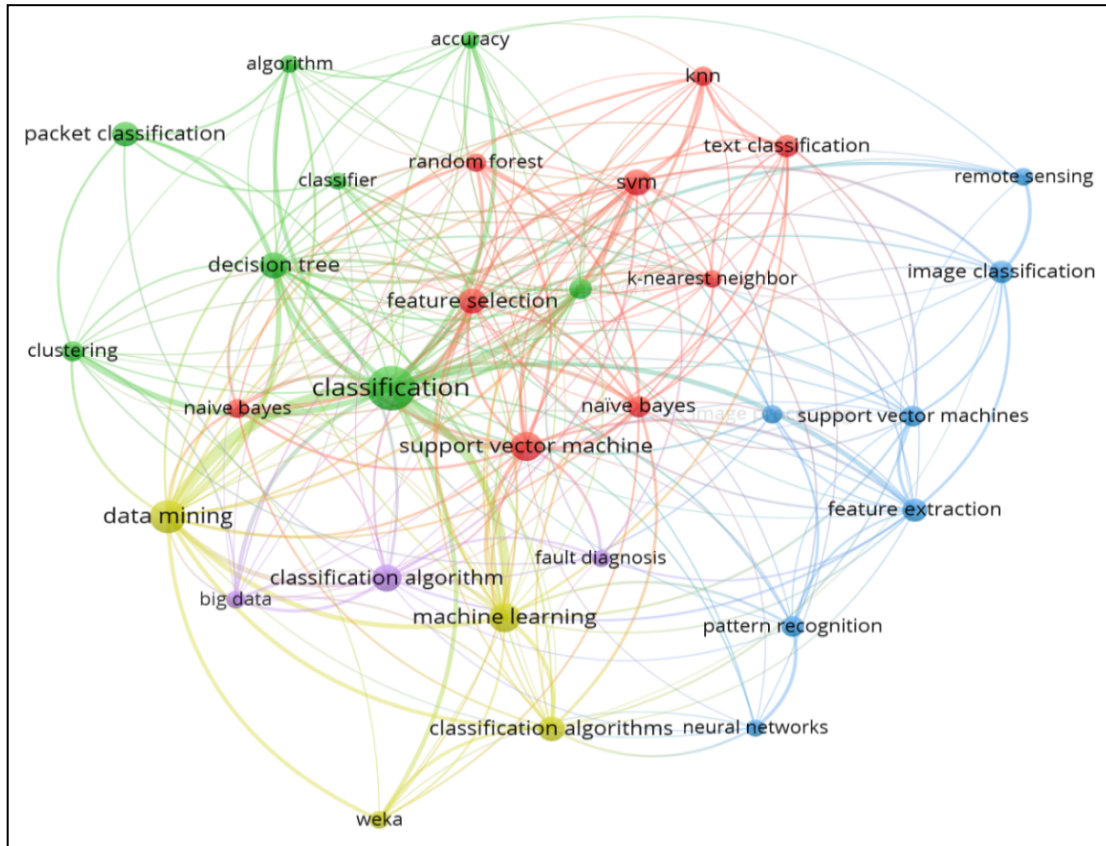 accuracy
algorithm
knn
packet classification
text classification
random forest
remote sensing
classifier
svm
decision tree
image classification
k-nearest neighbor
feature selection
clustering
classification
naive bayes
naïve bayes
support vector machines
support vector machine
feature extraction
data mining
fault diagnosis
classification algorithm
big data
machine learning
pattern recognition
classification algorithms
neural networks
weka